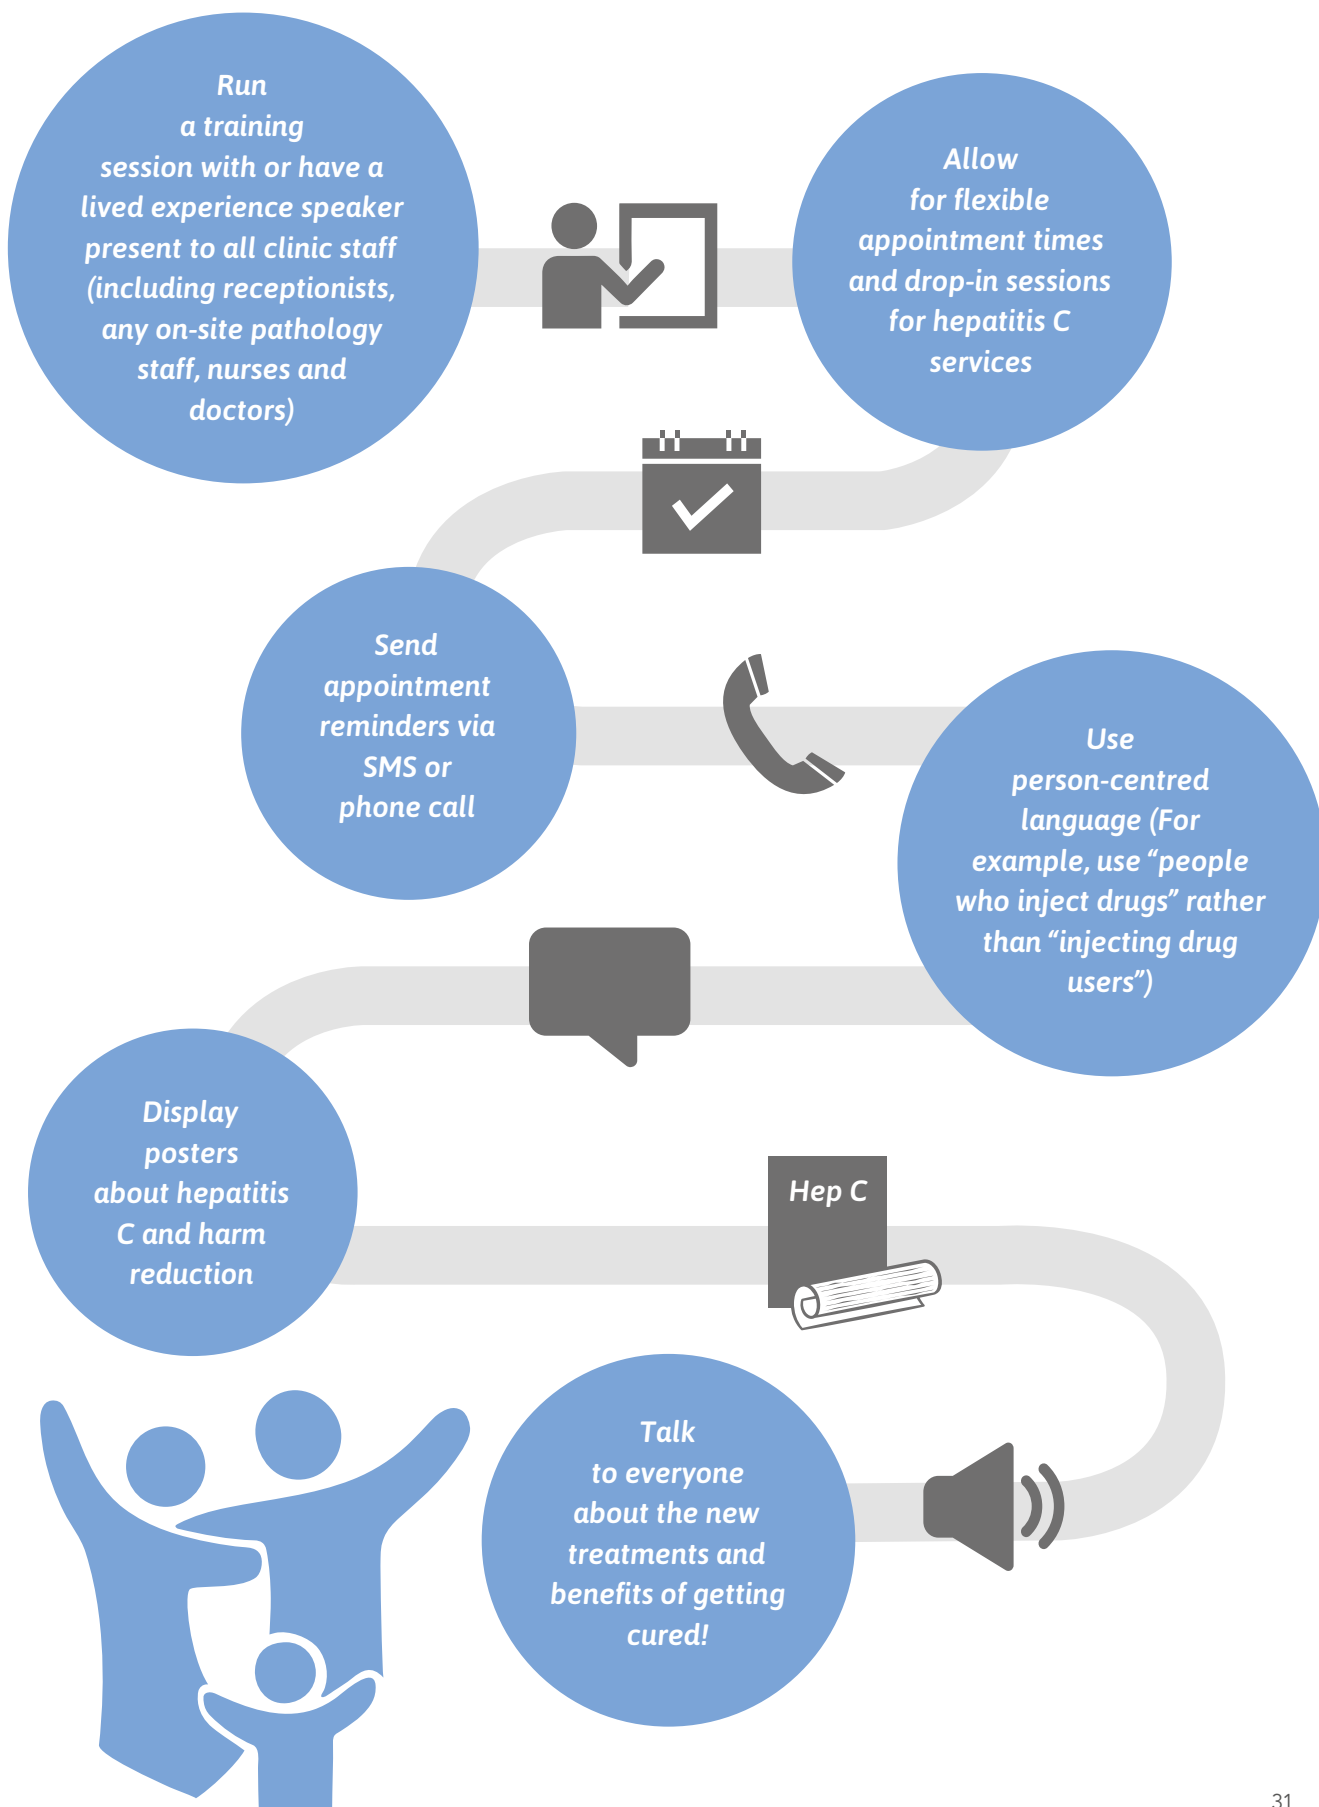 Run
a training
session with or have a
lived experience speaker
present to all clinic staff
(including receptionists,
any on-site pathology
staff, nurses and
doctors)
Allow
for flexible
appointment times
and drop-in sessions
for hepatitis C
services
Send
appointment
reminders via
SMS or
phone call
Use
person-centred
language (For
example, use “people
who inject drugs” rather
than “injecting drug
users”)
Display
posters
about hepatitis
C and harm
reduction
Hep C
Talk
to everyone
about the new
treatments and
benefits of getting
cured!
31